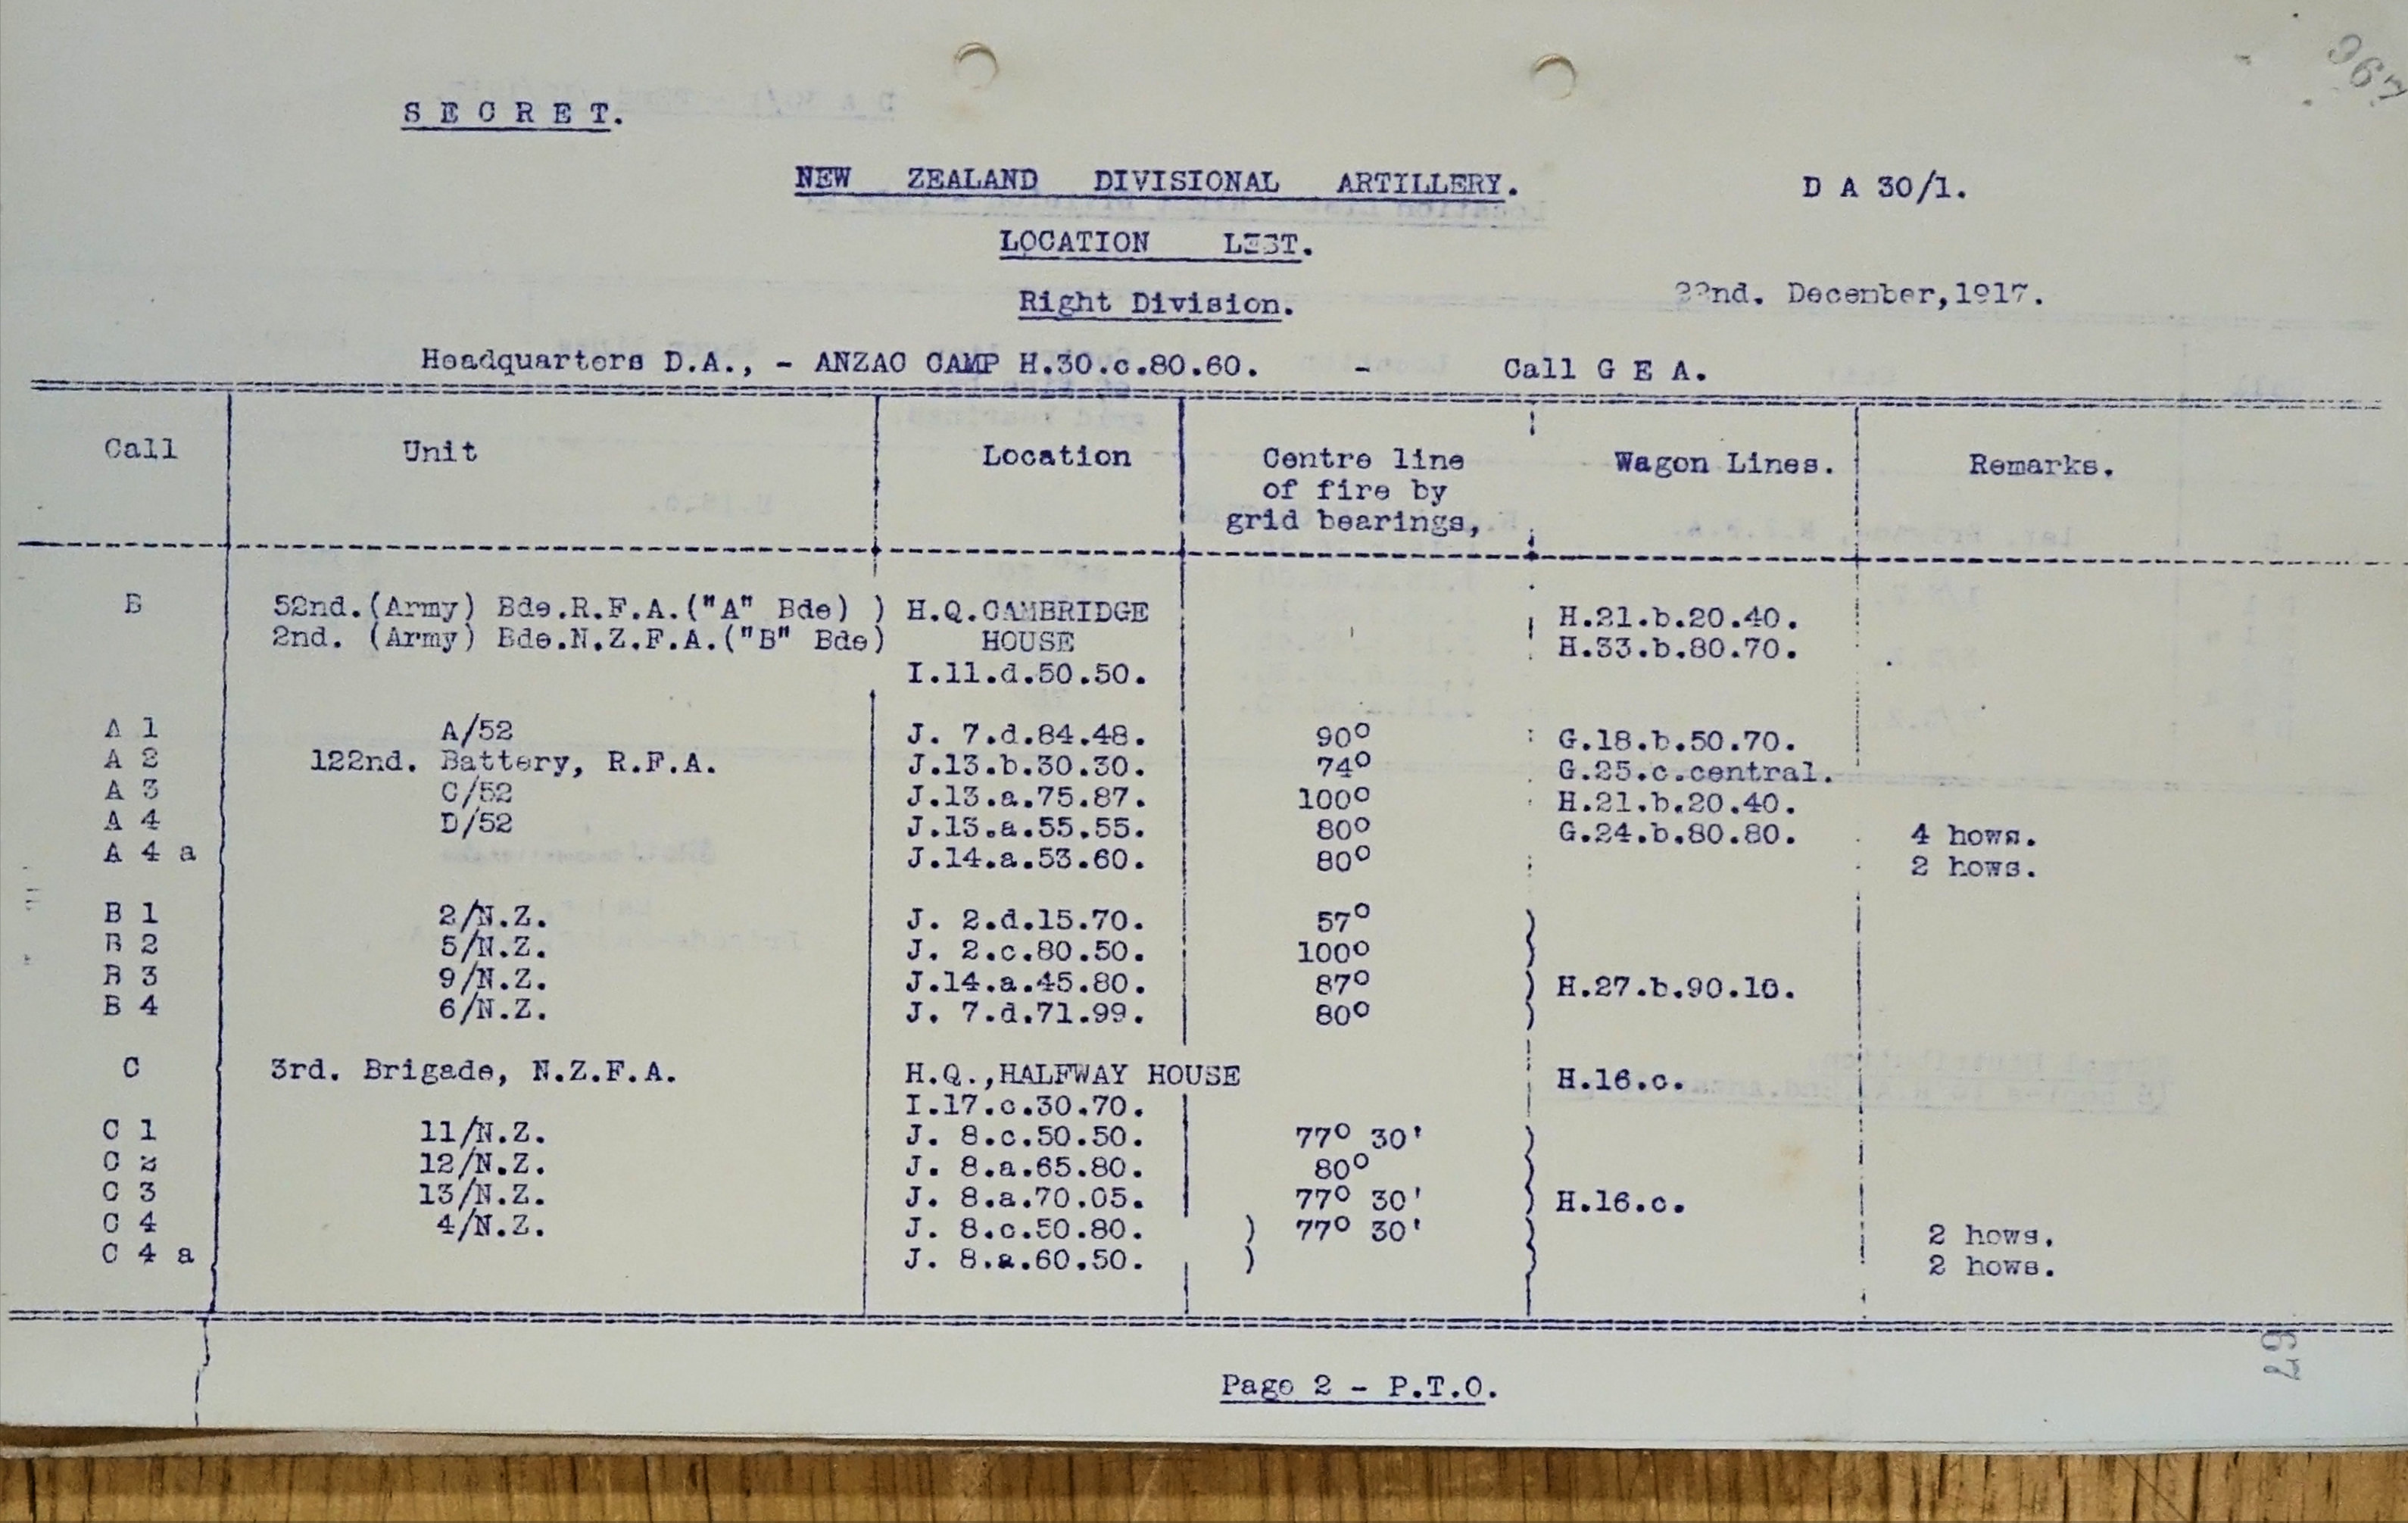 967
S E C R E T.
NEW ZEALAND DIVISIONAL ARTILLERY. D A 30/1.
LOCATION LIST.
Right Division. 22nd. December,1917.
Headquarters D.A., - ANZAC CAMP H.30.c.80.60. - Call G E A.
Call Unit Location Centre line of fire by grid bearings, Wagon Lines. Remarks.
B 52nd.(Army) Bde.R.F.A.("A" Bde) ) H.Q.CAMBRIDGE H.21.b.20.40.
2nd. (Army) Bde.N.Z.F.A.("B" Bde) HOUSE H.33.b.80.70.
I.11.d.50.50.
A 1 A/52 J. 7.d.84.48. 90° G.18.b.50.70.
A 2 122nd. Battery, R.F.A. J.13.b.30.30. 74° G.25.c.central.
A 3 C/52 J.13.a.75.87. 100° H.21.b.20.40.
A 4 D/52 J.13.a.55.55. 80° G.24.b.80.80. 4 hows.
A 4 a J.14.a.53.60. 80° 2 hows.
B 1 2/N.Z. J. 2.d.15.70. 57° )
B 2 5/N.Z. J. 2.c.80.50. 100° )
B 3 9/N.Z. J.14.a.45.80. 87° ) H.27.b.90.10.
B 4 6/N.Z. J. 7.d.71.99. 80° )
C 3rd. Brigade, N.Z.F.A. H.Q.,HALFWAY HOUSE H.16.c.
I.17.c.30.70.
C 1 11/N.Z. J. 8.c.50.50. 77° 30' )
C 2 12/N.Z. J. 8.a.65.80. 80° )
C 3 13/N.Z. J. 8.a.70.05. 77° 30' ) H.16.c.
C 4 4/N.Z. J. 8.c.50.80. ) 77° 30' ) 2 hows.
C 4 a J. 8.a.60.50. ) ) 2 hows.
67
Page 2 - P.T.O.